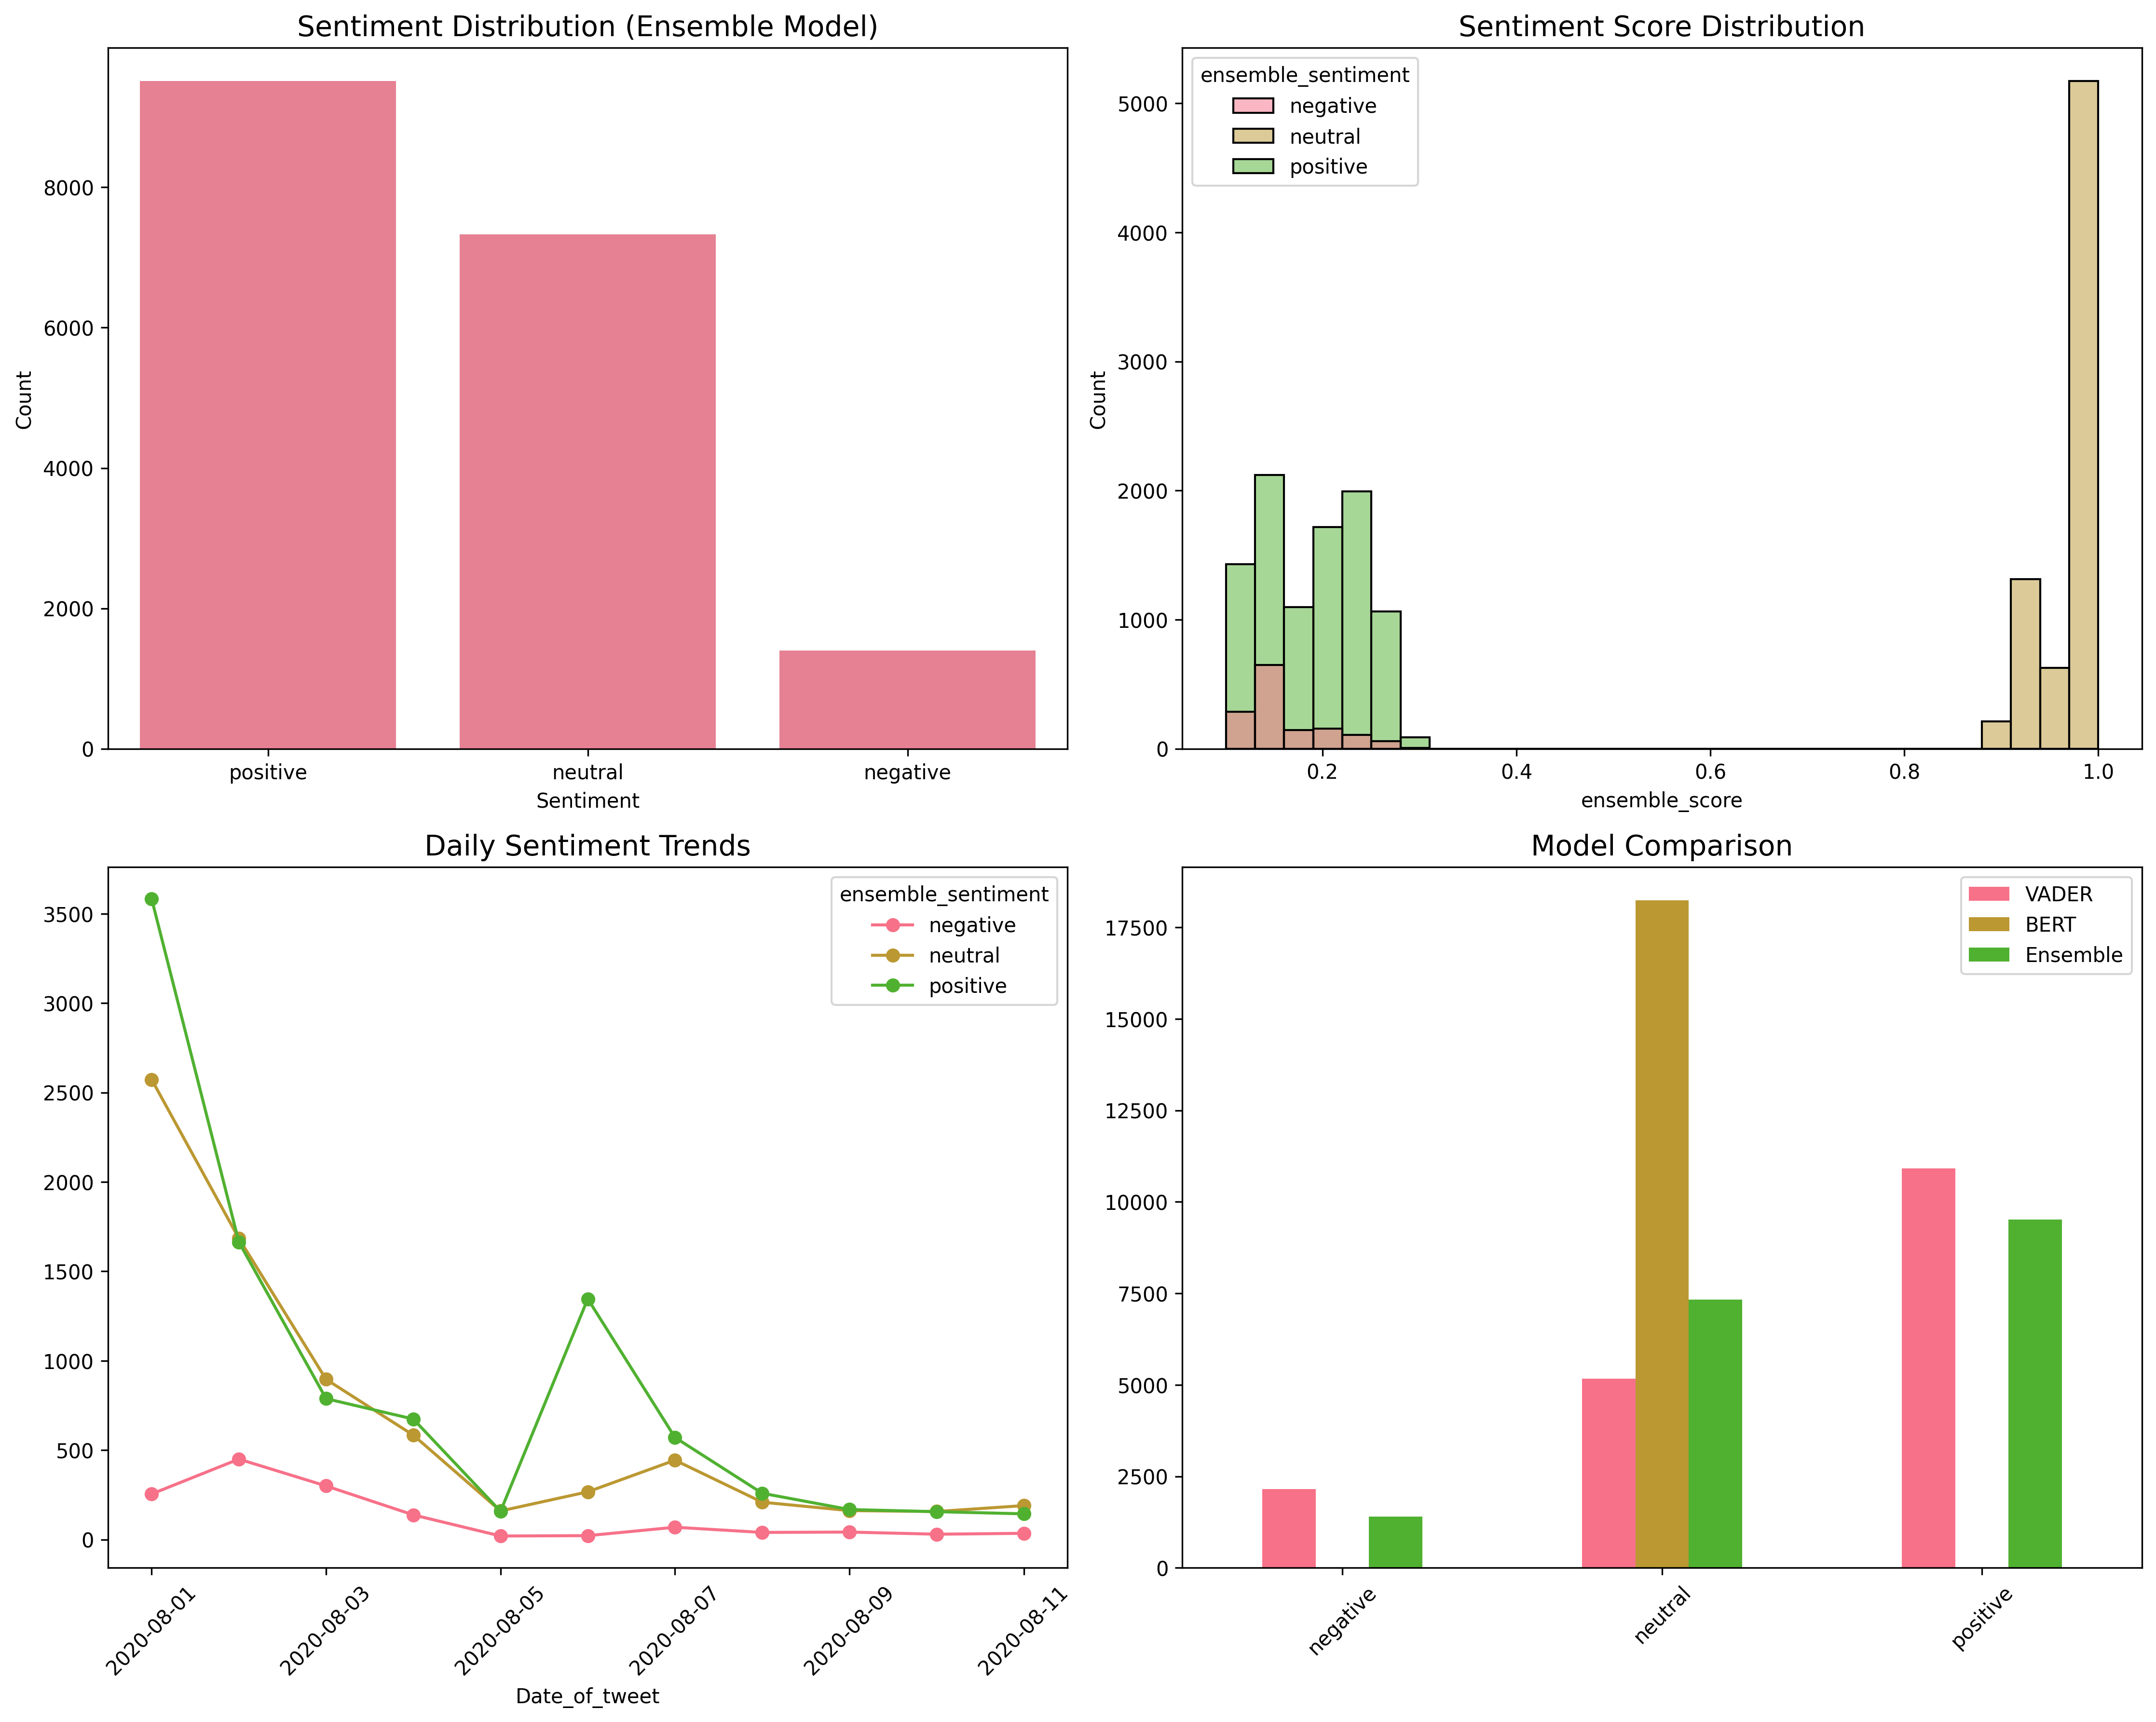 Sentiment Distribution (Ensemble Model)
Count
8000
6000
4000
2000
0
positive neutral negative
Sentiment
Sentiment Score Distribution
ensemble_sentiment
negative
neutral
positive
Count
5000
4000
3000
2000
1000
0
0.2 0.4 0.6 0.8 1.0
ensemble_score
Daily Sentiment Trends
ensemble_sentiment
negative
neutral
positive
3500
3000
2500
2000
1500
1000
500
0
2020-08-01 2020-08-03 2020-08-05 2020-08-07 2020-08-09 2020-08-11
Date_of_tweet
Model Comparison
VADER
BERT
Ensemble
17500
15000
12500
10000
7500
5000
2500
0
negative neutral positive